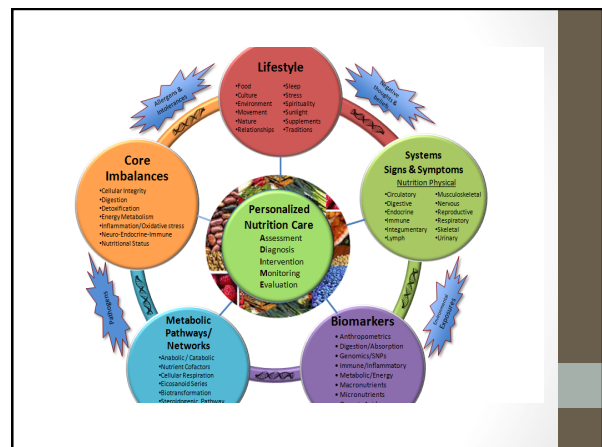 Lifestyle
•Food
•Culture
•Environment
•Movement
•Nature
•Relationships
•Sleep
•Stress
•Spirituality
•Sunlight
•Supplements
•Traditions
Allergens &
Intolerances
Negative
thoughts &
beliefs
Core
Imbalances
•Cellular Integrity
•Digestion
•Detoxification
•Energy Metabolism
•Inflammation/Oxidative stress
•Neuro-Endocrine-Immune
•Nutritional Status
Systems
Signs & Symptoms
Nutrition Physical
•Circulatory
•Digestive
•Endocrine
•Immune
•Integumentary
•Lymph
•Musculoskeletal
•Nervous
•Reproductive
•Respiratory
•Skeletal
•Urinary
Personalized
Nutrition Care
Assessment
Diagnosis
Intervention
Monitoring
Evaluation
Pathogens
Exposures
Metabolic
Pathways/
Networks
•Anabolic / Catabolic
•Nutrient Cofactors
•Cellular Respiration
•Eicosanoid Series
•Biotransformation
•Steroidogenic Pathway
Biomarkers
• Anthropometrics
• Digestion/Absorption
• Genomics/SNPs
• Immune/Inflammatory
• Metabolic/Energy
• Macronutrients
• Micronutrients